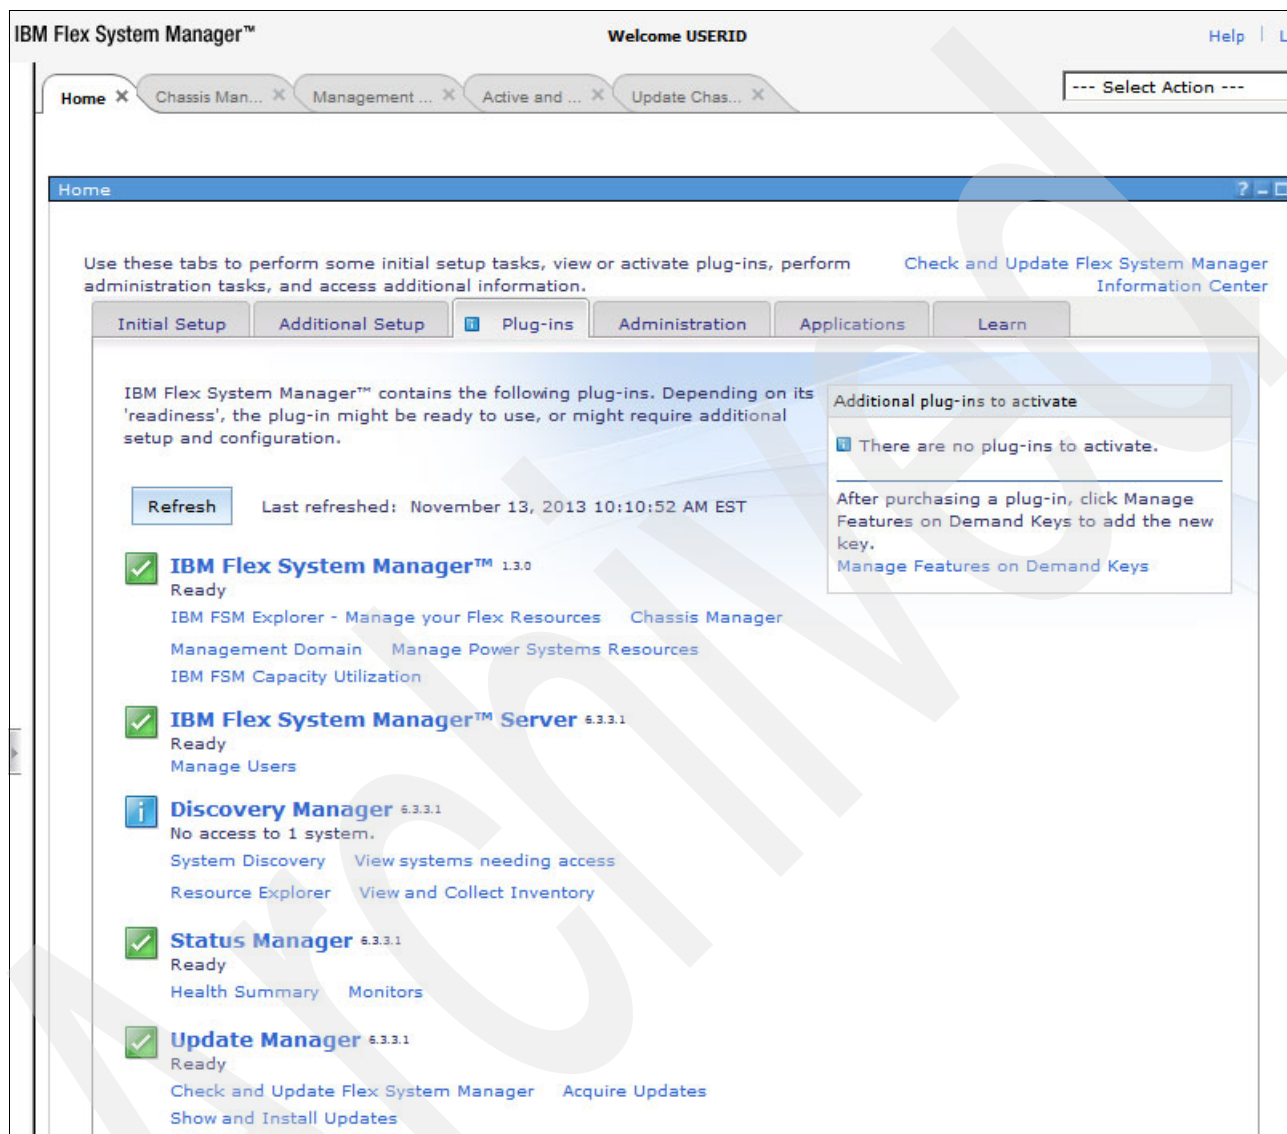 IBM Flex System Manager™ Welcome USERID Help
Home Chassis Man... Management ... Active and ... Update Chas... --- Select Action ---
Home
Use these tabs to perform some initial setup tasks, view or activate plug-ins, perform
administration tasks, and access additional information.
Check and Update Flex System Manager
Information Center
Initial Setup Additional Setup Plug-ins Administration Applications Learn
IBM Flex System Manager™ contains the following plug-ins. Depending on its
'readiness', the plug-in might be ready to use, or might require additional
setup and configuration.
Additional plug-ins to activate
There are no plug-ins to activate.
After purchasing a plug-in, click Manage
Features on Demand Keys to add the new
key.
Manage Features on Demand Keys
Refresh Last refreshed: November 13, 2013 10:10:52 AM EST
IBM Flex System Manager™ 1.3.0
Ready
IBM FSM Explorer - Manage your Flex Resources Chassis Manager
Management Domain Manage Power Systems Resources
IBM FSM Capacity Utilization
IBM Flex System Manager™ Server 6.3.3.1
Ready
Manage Users
Discovery Manager 6.3.3.1
No access to 1 system.
System Discovery View systems needing access
Resource Explorer View and Collect Inventory
Status Manager 6.3.3.1
Ready
Health Summary Monitors
Update Manager 6.3.3.1
Ready
Check and Update Flex System Manager Acquire Updates
Show and Install Updates
Archived